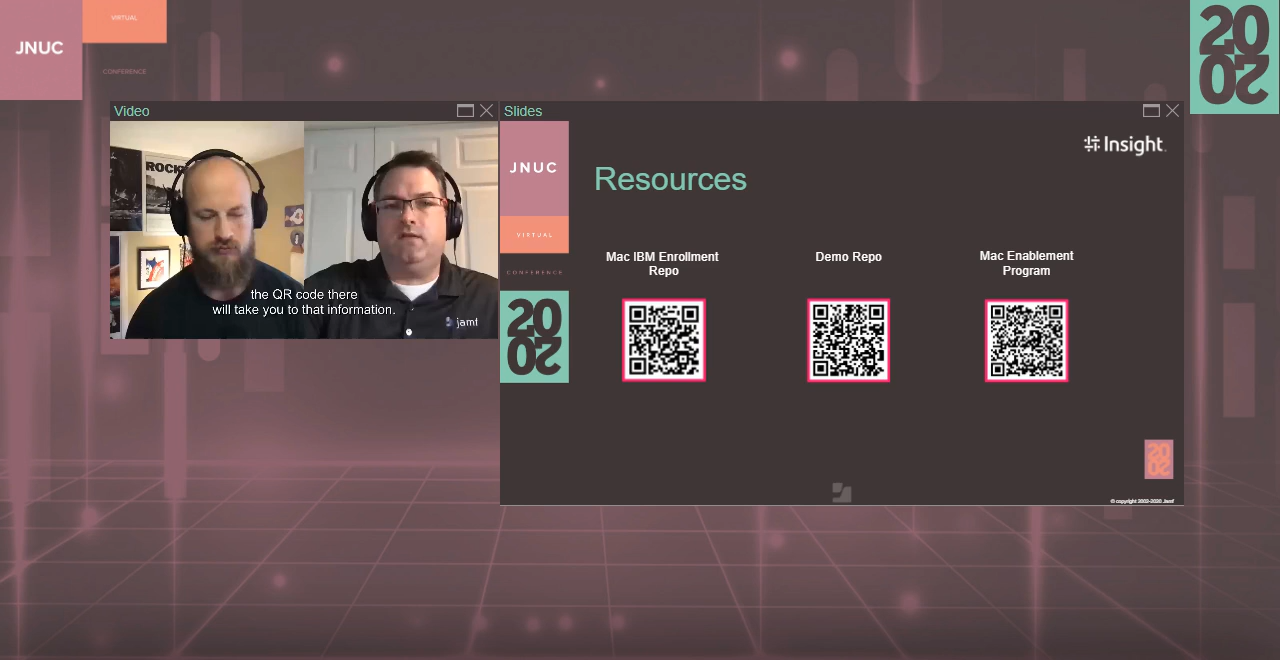 JNUC
VIRTUAL
CONFERENCE
2020
Video
ROCK
the QR code there
will take you to that information.
jamf
Slides
JNUC
VIRTUAL
CONFERENCE
2020
Insight.
Resources
Mac IBM Enrollment
Repo
Demo Repo
Mac Enablement
Program
2020
© copyright 2002-2020 Jamf